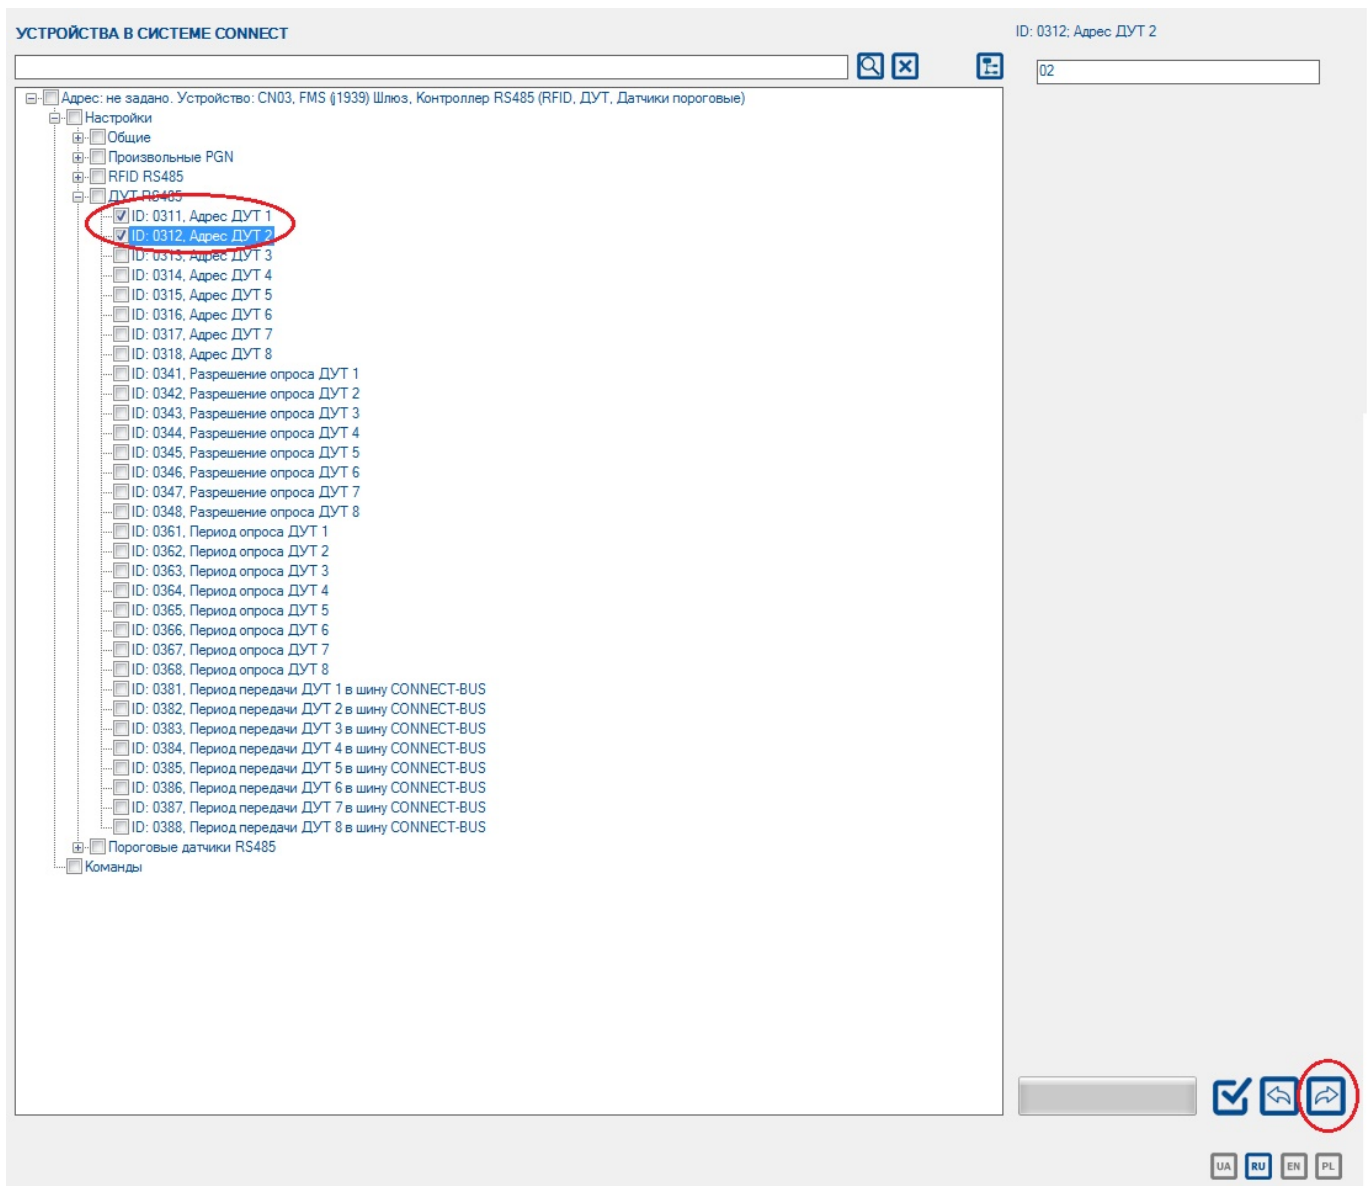 УСТРОЙСТВА В СИСТЕМЕ CONNECT
ID: 0312; Адрес ДУТ 2
02
Адрес: не задано. Устройство: CN03, FMS (j1939) Шлюз, Контроллер RS485 (RFID, ДУТ, Датчики пороговые)
Настройки
Общие
Произвольные PGN
RFID RS485
ДУТ RS485
ID: 0311, Адрес ДУТ 1
ID: 0312, Адрес ДУТ 2
ID: 0313, Адрес ДУТ 3
ID: 0314, Адрес ДУТ 4
ID: 0315, Адрес ДУТ 5
ID: 0316, Адрес ДУТ 6
ID: 0317, Адрес ДУТ 7
ID: 0318, Адрес ДУТ 8
ID: 0341, Разрешение опроса ДУТ 1
ID: 0342, Разрешение опроса ДУТ 2
ID: 0343, Разрешение опроса ДУТ 3
ID: 0344, Разрешение опроса ДУТ 4
ID: 0345, Разрешение опроса ДУТ 5
ID: 0346, Разрешение опроса ДУТ 6
ID: 0347, Разрешение опроса ДУТ 7
ID: 0348, Разрешение опроса ДУТ 8
ID: 0361, Период опроса ДУТ 1
ID: 0362, Период опроса ДУТ 2
ID: 0363, Период опроса ДУТ 3
ID: 0364, Период опроса ДУТ 4
ID: 0365, Период опроса ДУТ 5
ID: 0366, Период опроса ДУТ 6
ID: 0367, Период опроса ДУТ 7
ID: 0368, Период опроса ДУТ 8
ID: 0381, Период передачи ДУТ 1 в шину CONNECT-BUS
ID: 0382, Период передачи ДУТ 2 в шину CONNECT-BUS
ID: 0383, Период передачи ДУТ 3 в шину CONNECT-BUS
ID: 0384, Период передачи ДУТ 4 в шину CONNECT-BUS
ID: 0385, Период передачи ДУТ 5 в шину CONNECT-BUS
ID: 0386, Период передачи ДУТ 6 в шину CONNECT-BUS
ID: 0387, Период передачи ДУТ 7 в шину CONNECT-BUS
ID: 0388, Период передачи ДУТ 8 в шину CONNECT-BUS
Пороговые датчики RS485
Команды
UA RU EN PL